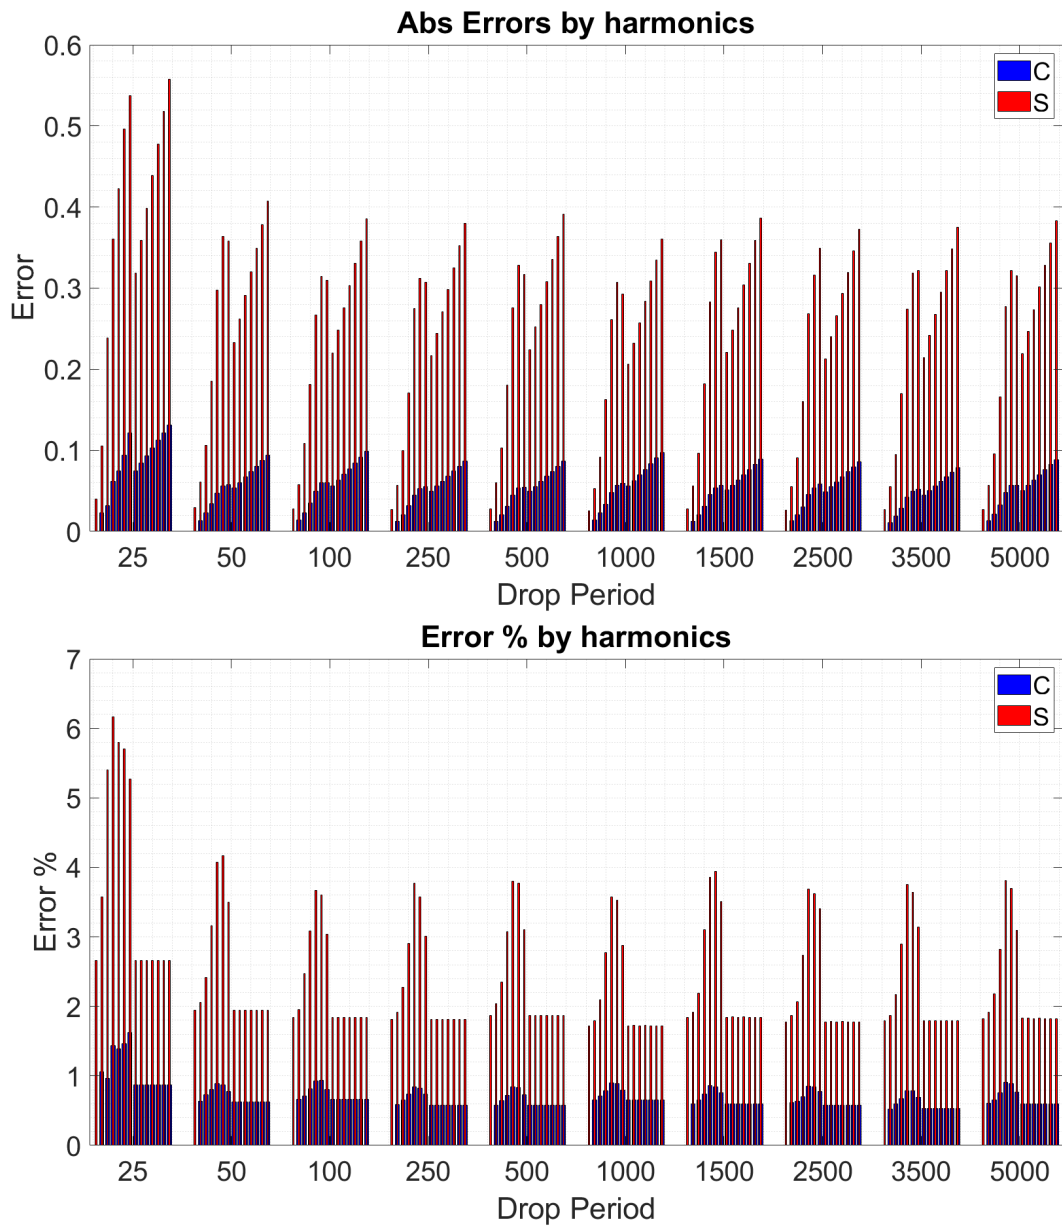 Abs Errors by harmonics
0.6
0.5
0.4
0.3
0.2
0.1
0
Error
C
S
25 50 100 250 500 1000 1500 2500 3500 5000
Drop Period
Error % by harmonics
7
6
5
4
3
2
1
0
Error %
C
S
25 50 100 250 500 1000 1500 2500 3500 5000
Drop Period